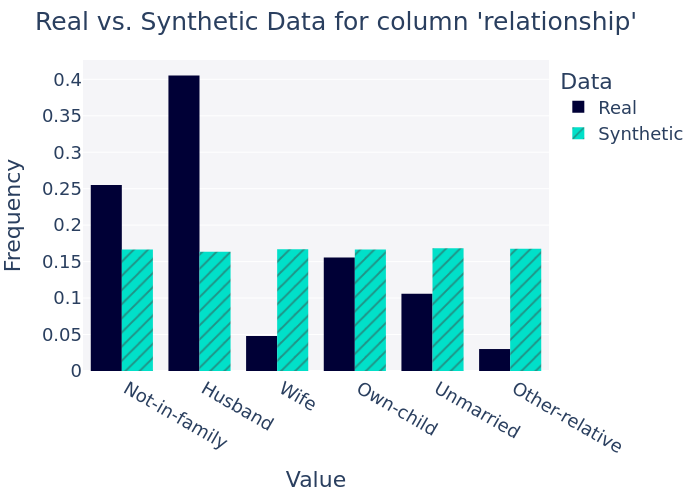 Real vs. Synthetic Data for column 'relationship'
Data
Real
Synthetic
Frequency
0.4
0.35
0.3
0.25
0.2
0.15
0.1
0.05
0
Not-in-family
Husband
Wife
Own-child
Unmarried
Other-relative
Value